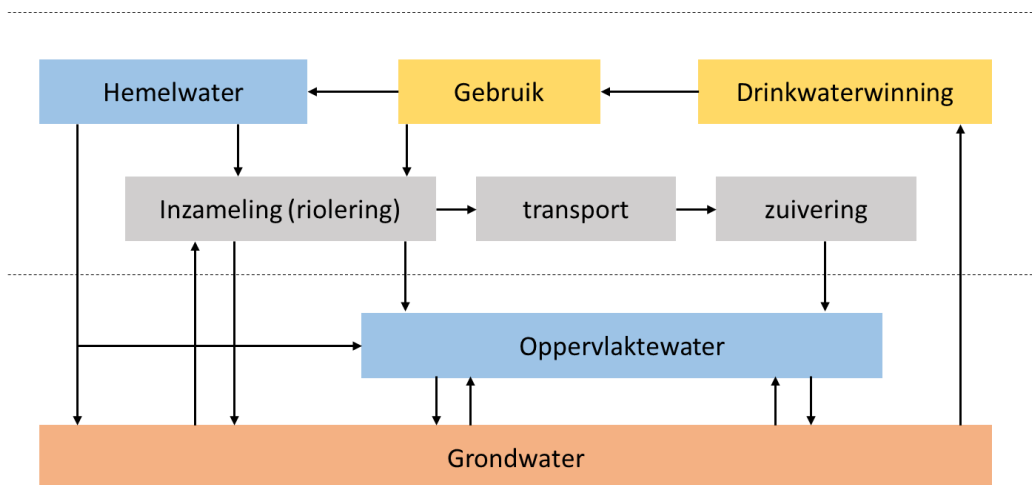 Hemelwater
Gebruik
Drinkwaterwinning
Inzameling (riolering)
transport
zuivering
Oppervlaktewater
Grondwater